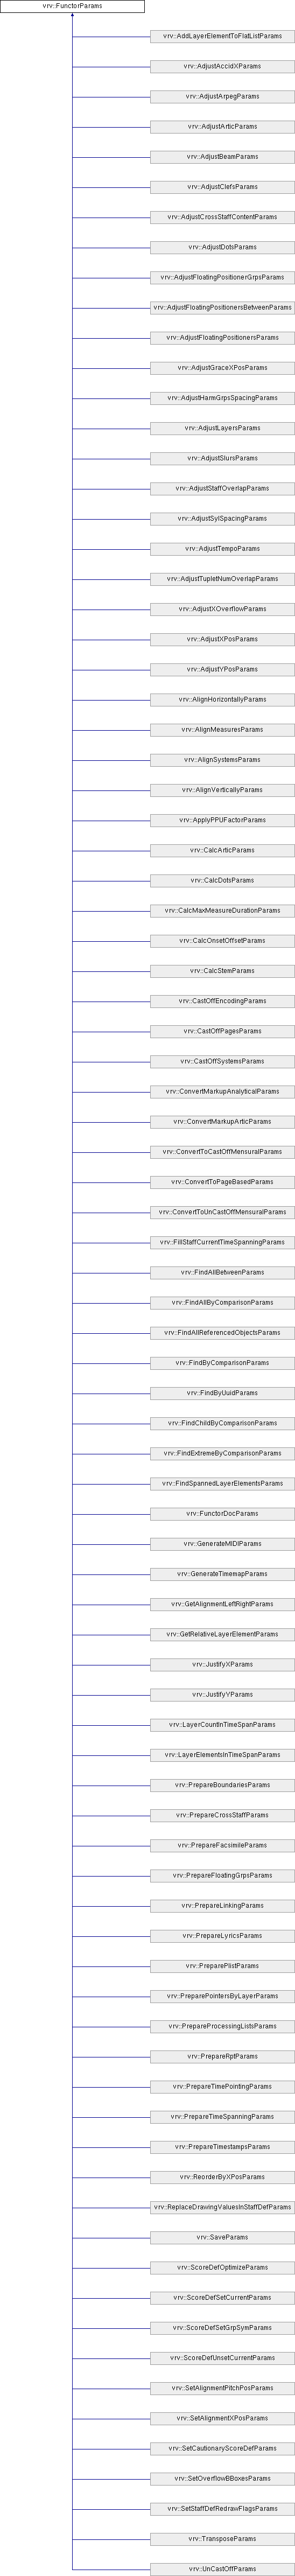 vrv::FunctorParams
vrv::AddLayerElementToFlatListParams
vrv::AdjustAccidXParams
vrv::AdjustArpegParams
vrv::AdjustArticParams
vrv::AdjustBeamParams
vrv::AdjustClefsParams
vrv::AdjustCrossStaffContentParams
vrv::AdjustDotsParams
vrv::AdjustFloatingPositionerGrpsParams
vrv::AdjustFloatingPositionersBetweenParams
vrv::AdjustFloatingPositionersParams
vrv::AdjustGraceXPosParams
vrv::AdjustHarmGrpsSpacingParams
vrv::AdjustLayersParams
vrv::AdjustSlursParams
vrv::AdjustStaffOverlapParams
vrv::AdjustSylSpacingParams
vrv::AdjustTempoParams
vrv::AdjustTupletNumOverlapParams
vrv::AdjustXOverflowParams
vrv::AdjustXPosParams
vrv::AdjustYPosParams
vrv::AlignHorizontallyParams
vrv::AlignMeasuresParams
vrv::AlignSystemsParams
vrv::AlignVerticallyParams
vrv::ApplyPPUFactorParams
vrv::CalcArticParams
vrv::CalcDotsParams
vrv::CalcMaxMeasureDurationParams
vrv::CalcOnsetOffsetParams
vrv::CalcStemParams
vrv::CastOffEncodingParams
vrv::CastOffPagesParams
vrv::CastOffSystemsParams
vrv::ConvertMarkupAnalyticalParams
vrv::ConvertMarkupArticParams
vrv::ConvertToCastOffMensuralParams
vrv::ConvertToPageBasedParams
vrv::ConvertToUnCastOffMensuralParams
vrv::FillStaffCurrentTimeSpanningParams
vrv::FindAllBetweenParams
vrv::FindAllByComparisonParams
vrv::FindAllReferencedObjectsParams
vrv::FindByComparisonParams
vrv::FindByUuidParams
vrv::FindChildByComparisonParams
vrv::FindExtremeByComparisonParams
vrv::FindSpannedLayerElementsParams
vrv::FunctorDocParams
vrv::GenerateMIDIParams
vrv::GenerateTimemapParams
vrv::GetAlignmentLeftRightParams
vrv::GetRelativeLayerElementParams
vrv::JustifyXParams
vrv::JustifyYParams
vrv::LayerCountInTimeSpanParams
vrv::LayerElementsInTimeSpanParams
vrv::PrepareBoundariesParams
vrv::PrepareCrossStaffParams
vrv::PrepareFacsimileParams
vrv::PrepareFloatingGrpsParams
vrv::PrepareLinkingParams
vrv::PrepareLyricsParams
vrv::PreparePlistParams
vrv::PreparePointersByLayerParams
vrv::PrepareProcessingListsParams
vrv::PrepareRptParams
vrv::PrepareTimePointingParams
vrv::PrepareTimeSpanningParams
vrv::PrepareTimestampsParams
vrv::ReorderByXPosParams
vrv::ReplaceDrawingValuesInStaffDefParams
vrv::SaveParams
vrv::ScoreDefOptimizeParams
vrv::ScoreDefSetCurrentParams
vrv::ScoreDefSetGrpSymParams
vrv::ScoreDefUnsetCurrentParams
vrv::SetAlignmentPitchPosParams
vrv::SetAlignmentXPosParams
vrv::SetCautionaryScoreDefParams
vrv::SetOverflowBBoxesParams
vrv::SetStaffDefRedrawFlagsParams
vrv::TransposeParams
vrv::UnCastOffParams